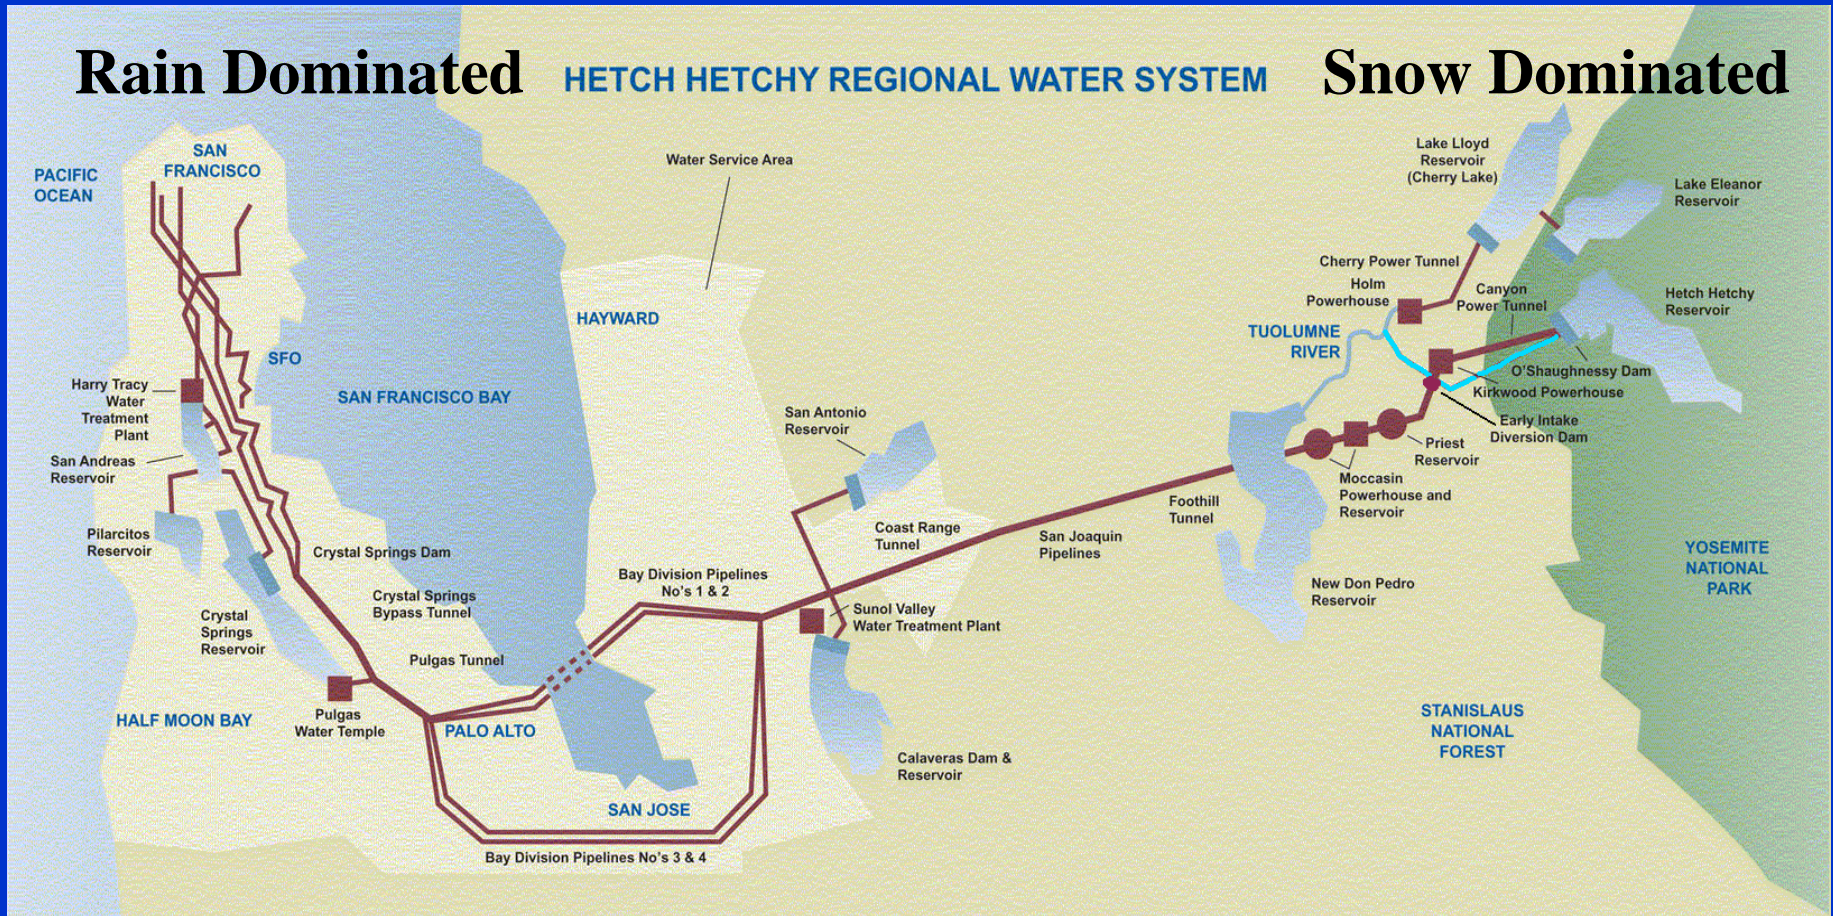 Rain Dominated
HETCH HETCHY REGIONAL WATER SYSTEM
Snow Dominated
PACIFIC
OCEAN
SAN
FRANCISCO
Water Service Area
Lake Lloyd
Reservoir
(Cherry Lake)
Lake Eleanor
Reservoir
Cherry Power Tunnel
Holm
Powerhouse
Canyon
Power Tunnel
Hetch Hetchy
Reservoir
HAYWARD
TUOLUMNE
RIVER
SFO
O'Shaughnessy Dam
Kirkwood Powerhouse
Harry Tracy
Water
Treatment
Plant
SAN FRANCISCO BAY
San Antonio
Reservoir
Early Intake
Diversion Dam
Priest
Reservoir
San Andreas
Reservoir
Moccasin
Powerhouse and
Reservoir
Foothill
Tunnel
Pilarcitos
Reservoir
Coast Range
Tunnel
San Joaquin
Pipelines
Crystal Springs Dam
YOSEMITE
NATIONAL
PARK
Bay Division Pipelines
No's 1 & 2
New Don Pedro
Reservoir
Crystal Springs
Bypass Tunnel
Crystal
Springs
Reservoir
Sunol Valley
Water Treatment Plant
Pulgas Tunnel
HALF MOON BAY
Pulgas
Water Temple
PALO ALTO
STANISLAUS
NATIONAL
FOREST
Calaveras Dam &
Reservoir
SAN JOSE
Bay Division Pipelines No's 3 & 4